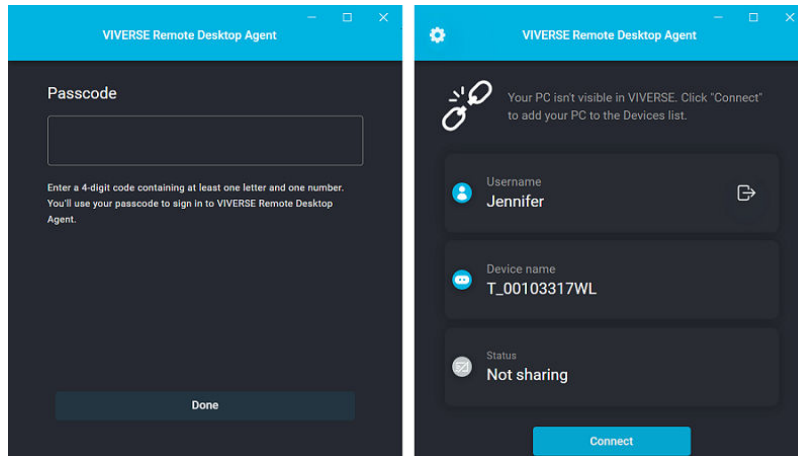 VIVERSE Remote Desktop Agent
Passcode
Enter a 4-digit code containing at least one letter and one number.
You'll use your passcode to sign in to VIVERSE Remote Desktop
Agent.
Done
VIVERSE Remote Desktop Agent
Your PC isn't visible in VIVERSE. Click "Connect"
to add your PC to the Devices list.
Username
Jennifer
Device name
T_00103317WL
Status
Not sharing
Connect